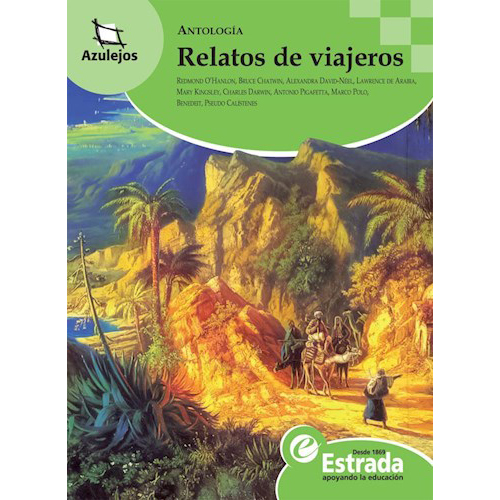 Azulejos
Antología
Relatos de viajeros
Redmond O'Hanlon, Bruce Chatwin, Alexandra David-Néel, Lawrence de Arabia,
Mary Kingsley, Charles Darwin, Antonio Pigafetta, Marco Polo,
Benedeit, Pseudo Calístenes
Desde 1869
e Estrada
apoyando la educación